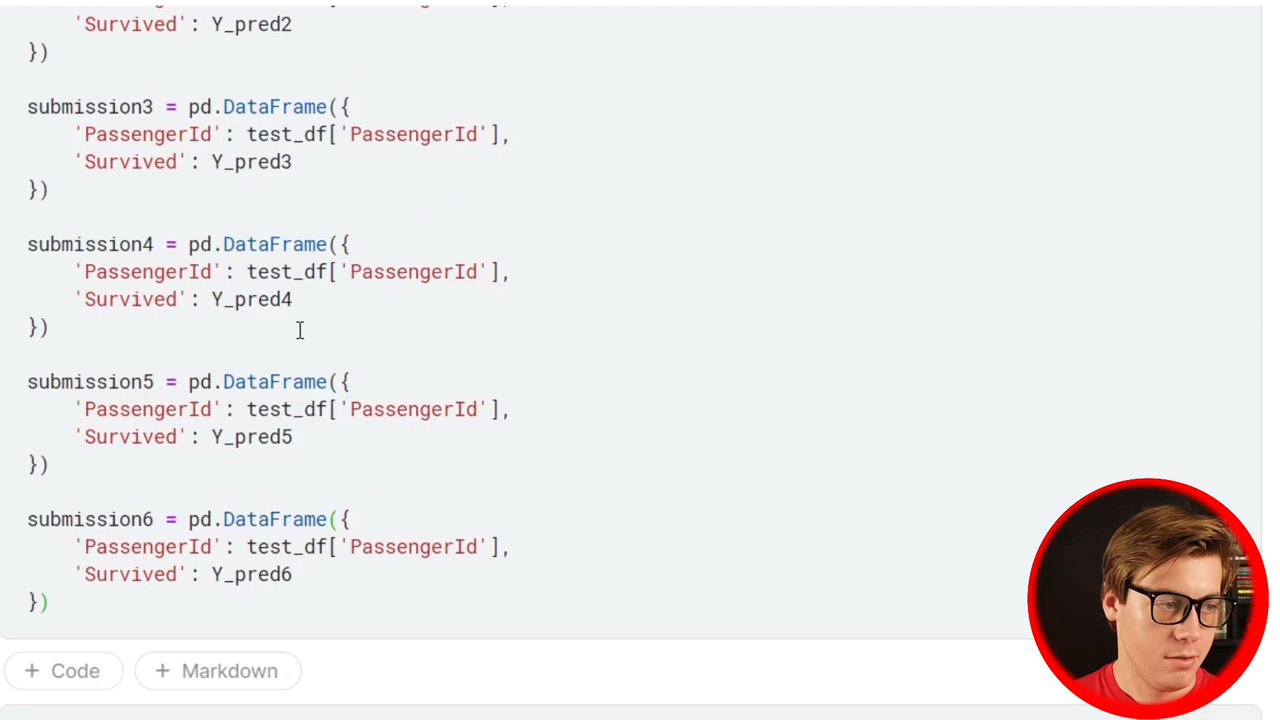 'Survived': Y_pred2
})
submission3 = pd.DataFrame({
'PassengerId': test_df['PassengerId'],
'Survived': Y_pred3
})
submission4 = pd.DataFrame({
'PassengerId': test_df['PassengerId'],
'Survived': Y_pred4
})
submission5 = pd.DataFrame({
'PassengerId': test_df['PassengerId'],
'Survived': Y_pred5
})
submission6 = pd.DataFrame({
'PassengerId': test_df['PassengerId'],
'Survived': Y_pred6
})
+ Code + Markdown